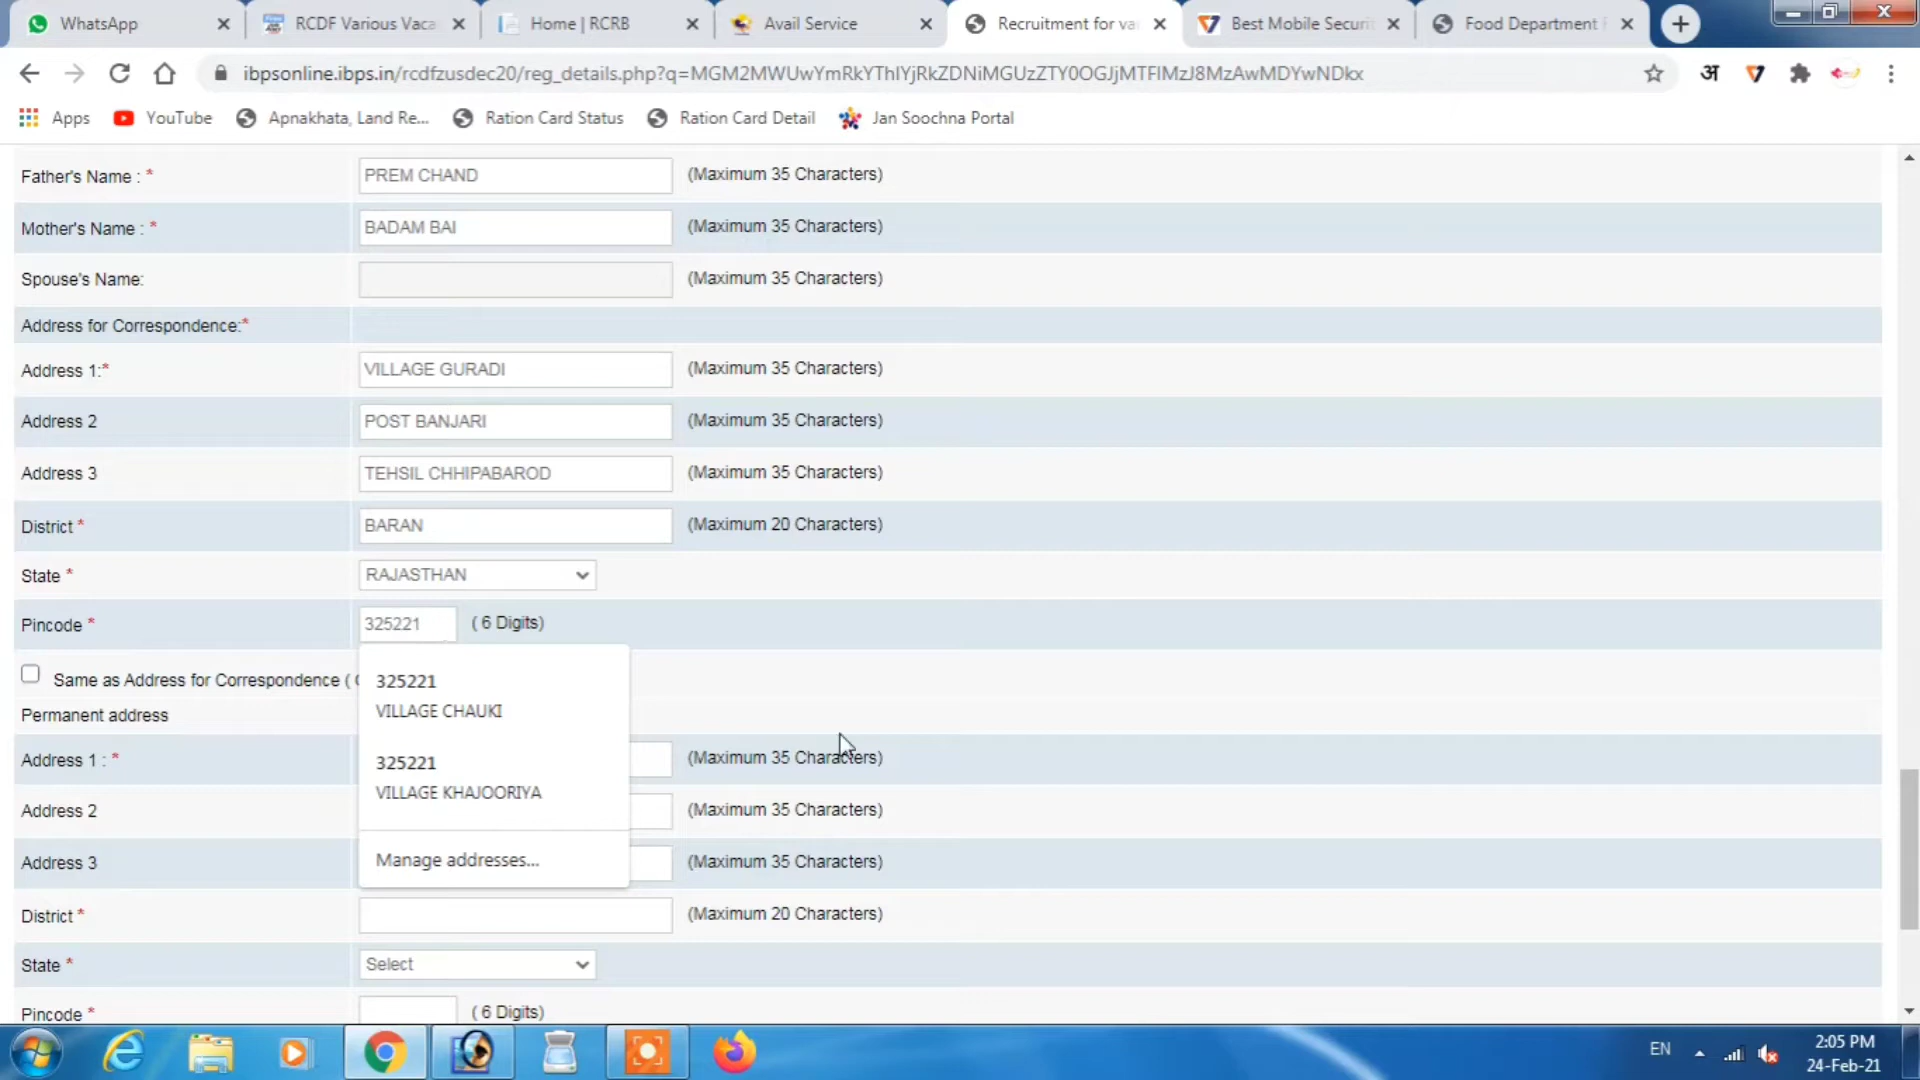 WhatsApp
RCDF Various Vaca
Home | RCRB
Avail Service
Recruitment for va
Best Mobile Securi
Food Department
ibpsonline.ibps.in/rcdfzusdec20/reg_details.php?q=
अ
Apps
YouTube
Apnakhata, Land Re...
Ration Card Status
Ration Card Detail
Jan Soochna Portal
Father's Name : * PREM CHAND (Maximum 35 Characters)
Mother's Name : * BADAM BAI (Maximum 35 Characters)
Spouse's Name: (Maximum 35 Characters)
Address for Correspondence:*
Address 1:* VILLAGE GURADI (Maximum 35 Characters)
Address 2 POST BANJARI (Maximum 35 Characters)
Address 3 TEHSIL CHHIPABAROD (Maximum 35 Characters)
District * BARAN (Maximum 20 Characters)
State * RAJASTHAN
Pincode * 325221 ( 6 Digits)
Same as Address for Correspondence (
325221
VILLAGE CHAUKI
Permanent address
325221
VILLAGE KHAJOORIYA
Manage addresses...
Address 1 : * (Maximum 35 Characters)
Address 2 (Maximum 35 Characters)
Address 3 (Maximum 35 Characters)
District * (Maximum 20 Characters)
State * Select
Pincode * ( 6 Digits)
EN
2:05 PM
24-Feb-21